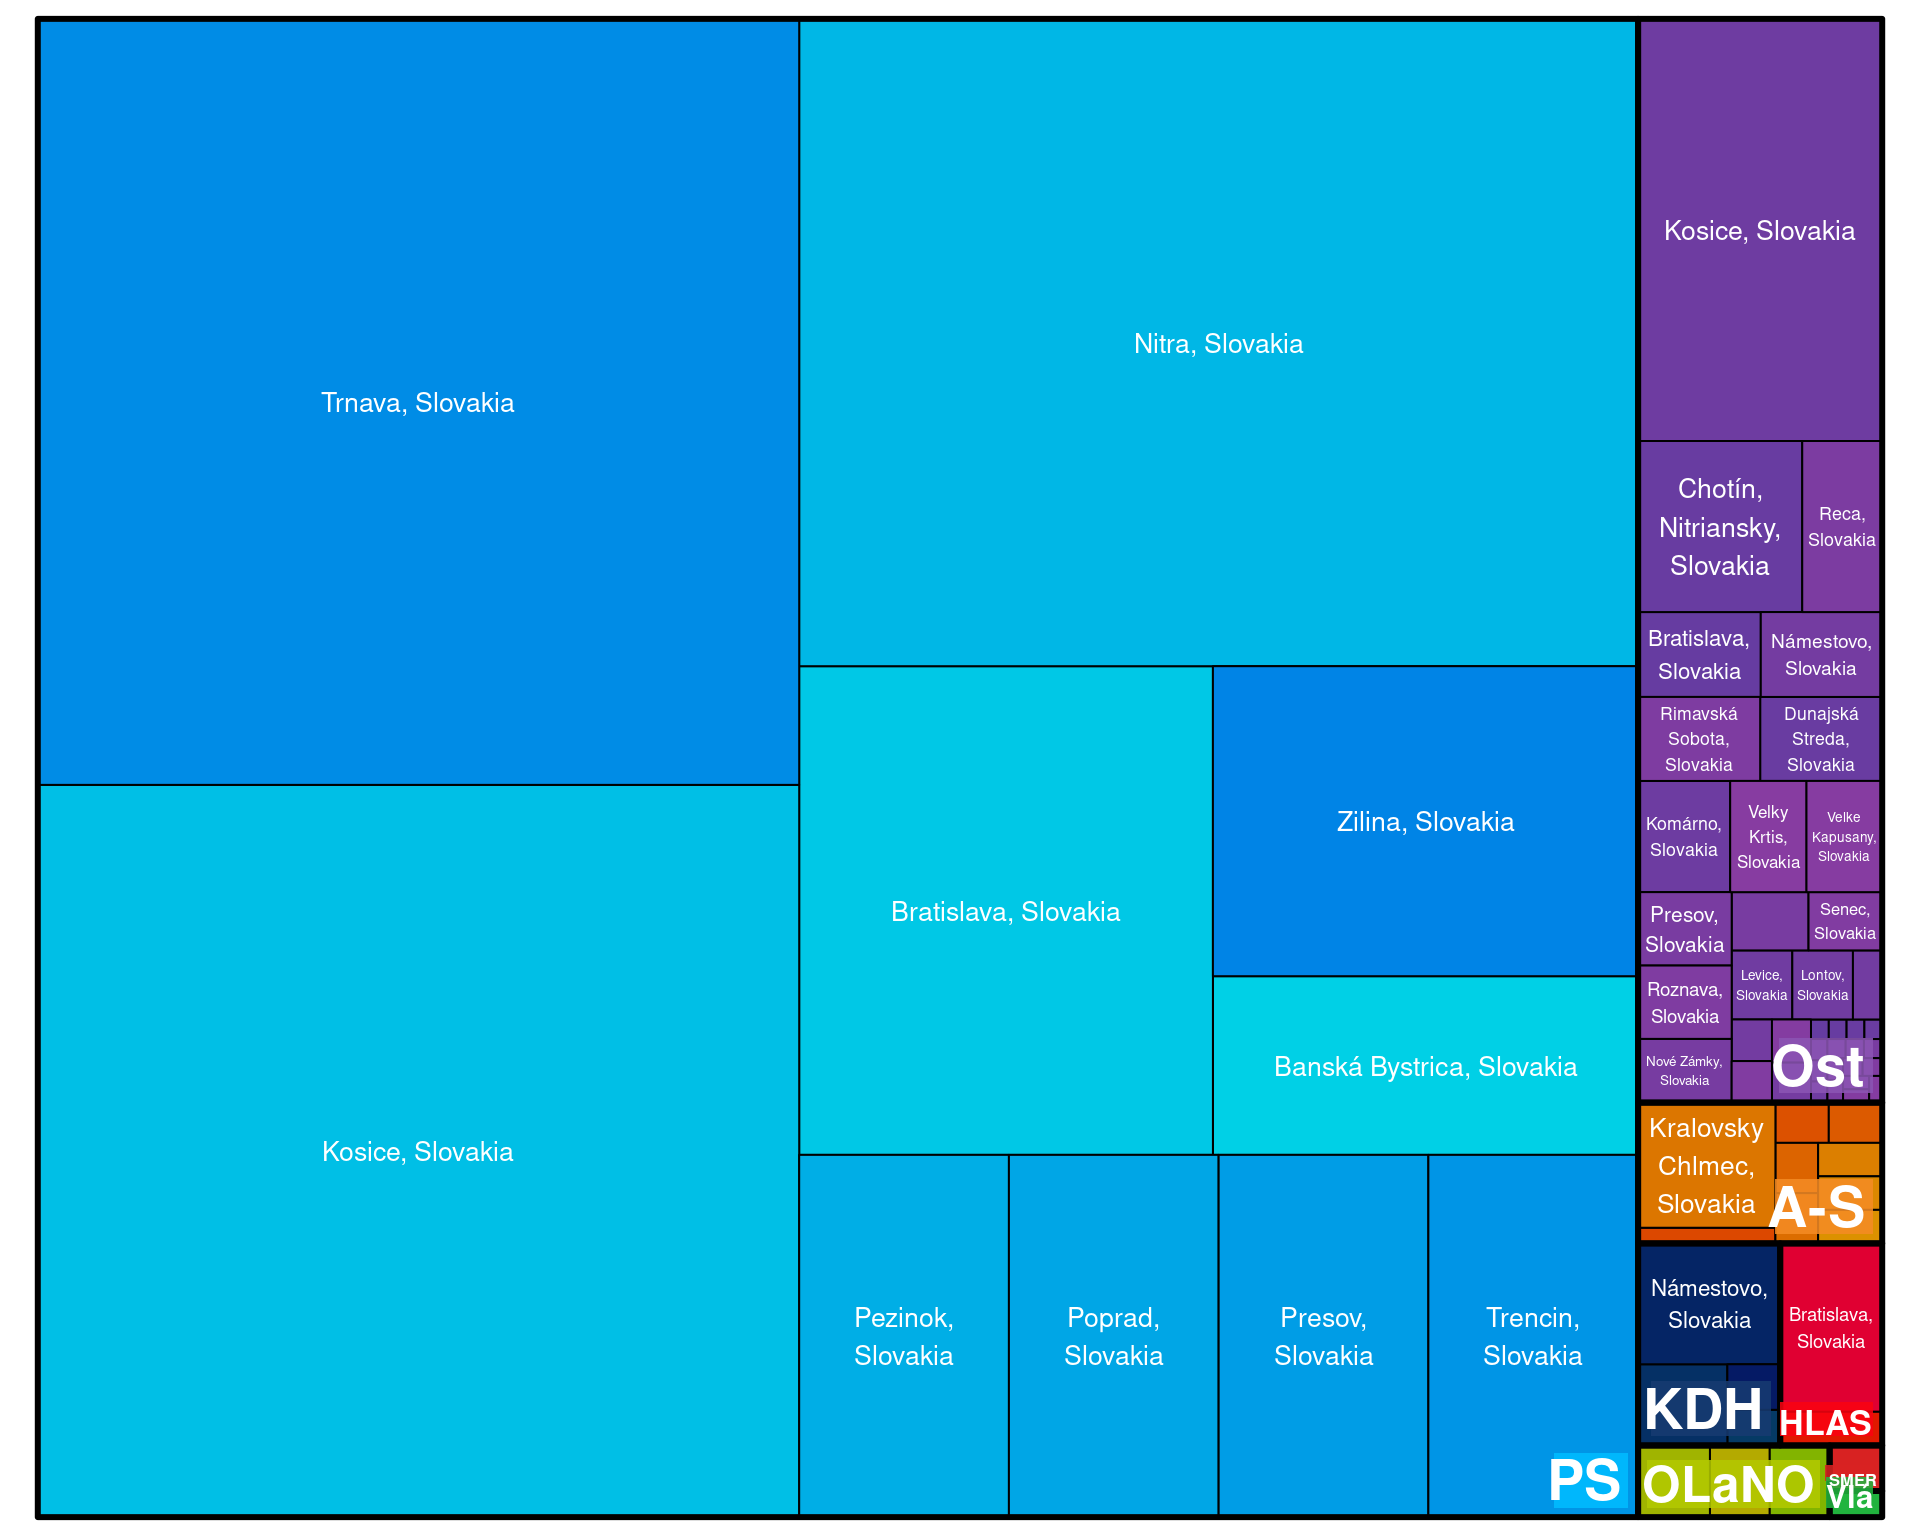 Trnava, Slovakia
Kosice, Slovakia
Nitra, Slovakia
Bratislava, Slovakia
Zilina, Slovakia
Banská Bystrica, Slovakia
Pezinok,
Slovakia
Poprad,
Slovakia
Presov,
Slovakia
Trencin,
Slovakia
PS
Kosice, Slovakia
Chotín,
Nitriansky,
Slovakia
Reca,
Slovakia
Bratislava,
Slovakia
Námestovo,
Slovakia
Rimavská
Sobota,
Slovakia
Dunajská
Streda,
Slovakia
Komárno,
Slovakia
Velky
Krtis,
Slovakia
Velke
Kapusany,
Slovakia
Presov,
Slovakia
Senec,
Slovakia
Roznava,
Slovakia
Levice,
Slovakia
Lontov,
Slovakia
Nové Zámky,
Slovakia
Ost
Kralovsky
Chlmec,
Slovakia
A-S
Námestovo,
Slovakia
KDH
Bratislava,
Slovakia
HLAS
OLaNO
SMER
Vlá